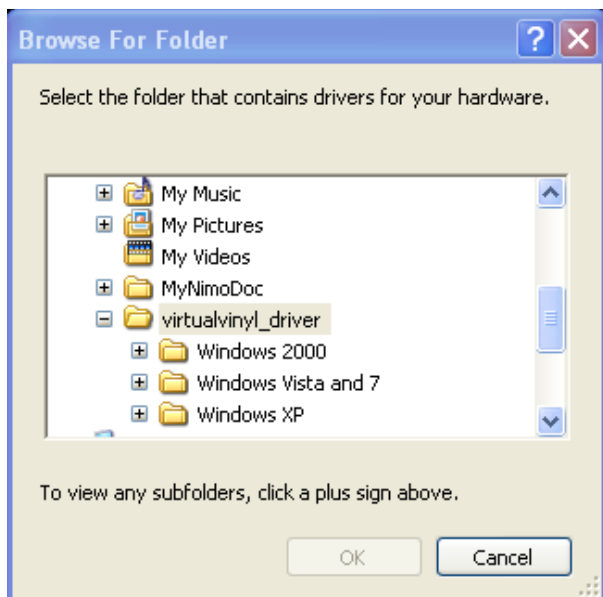 Browse For Folder
Select the folder that contains drivers for your hardware.
My Music
My Pictures
My Videos
MyNimoDoc
virtualvinyl_driver
Windows 2000
Windows Vista and 7
Windows XP
To view any subfolders, click a plus sign above.
OK
Cancel